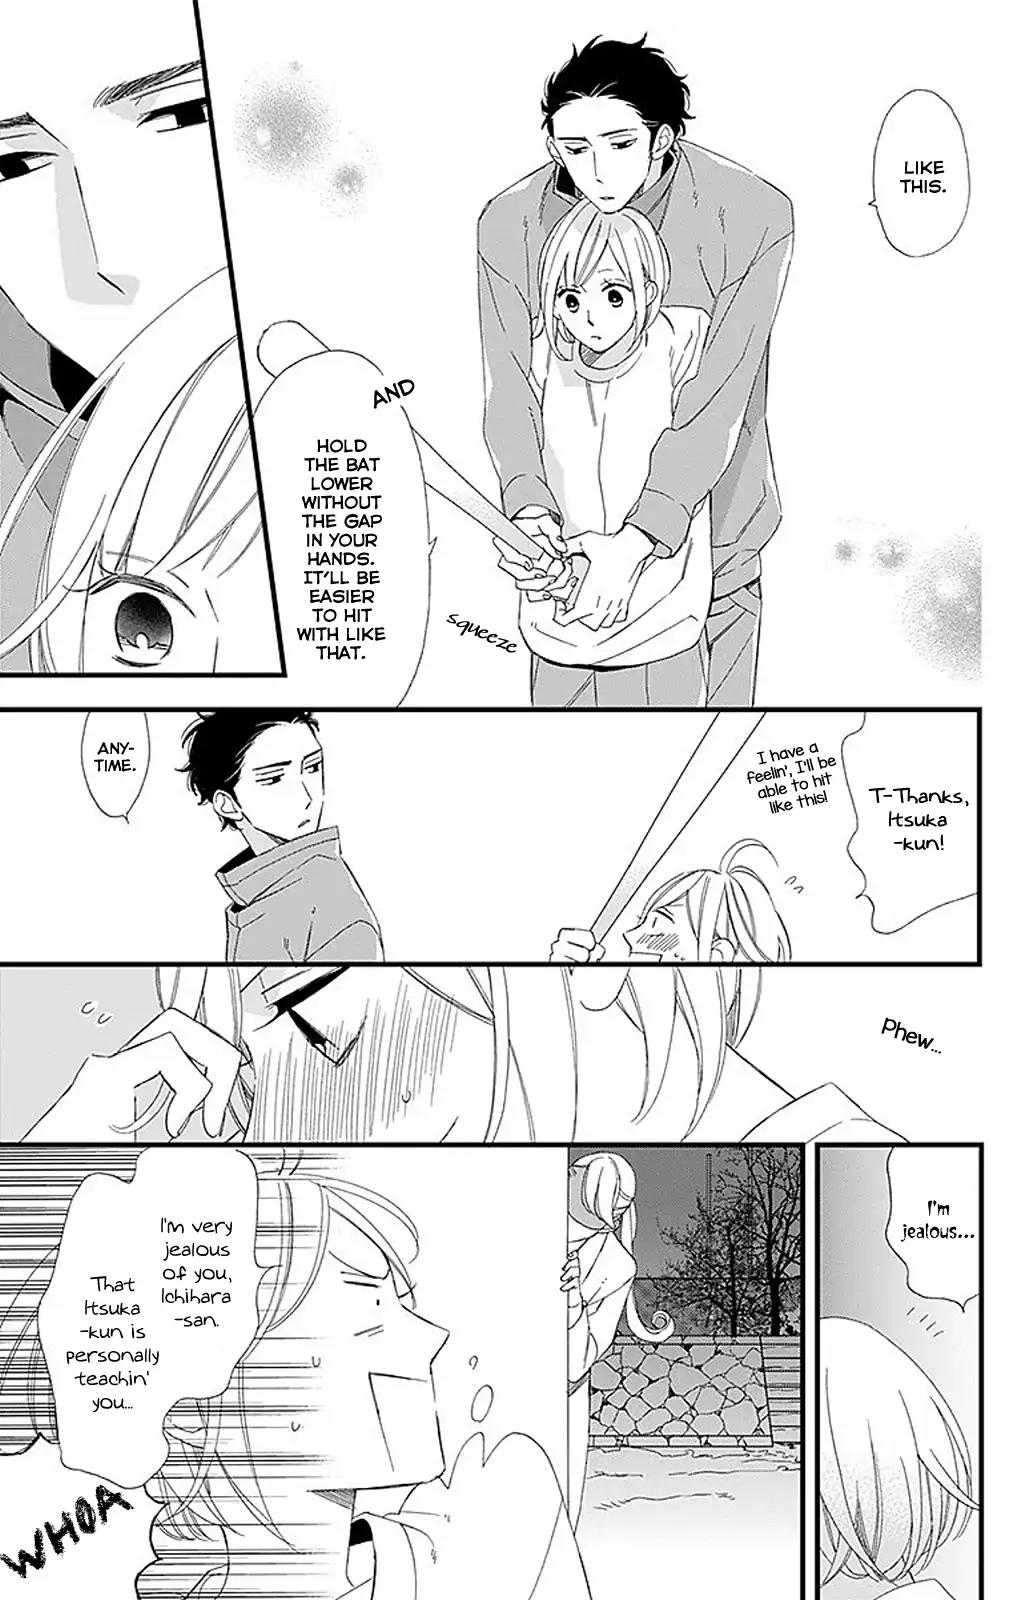 LIKE
THIS.
AND
HOLD
THE BAT
LOWER
WITHOUT
THE GAP
IN YOUR
HANDS.
IT'LL BE
EASIER
TO HIT
WITH LIKE
THAT.
squeeze
T-Thanks,
Itsuka
-kun!
I have a
feelin', I'll be
able to hit
like this!
ANY-
TIME.
Phew...
I'm
jealous...
I'm very
jealous
of you,
Ichihara
-san.
That
Itsuka
-kun is
personally
teachin'
you...
WHOA